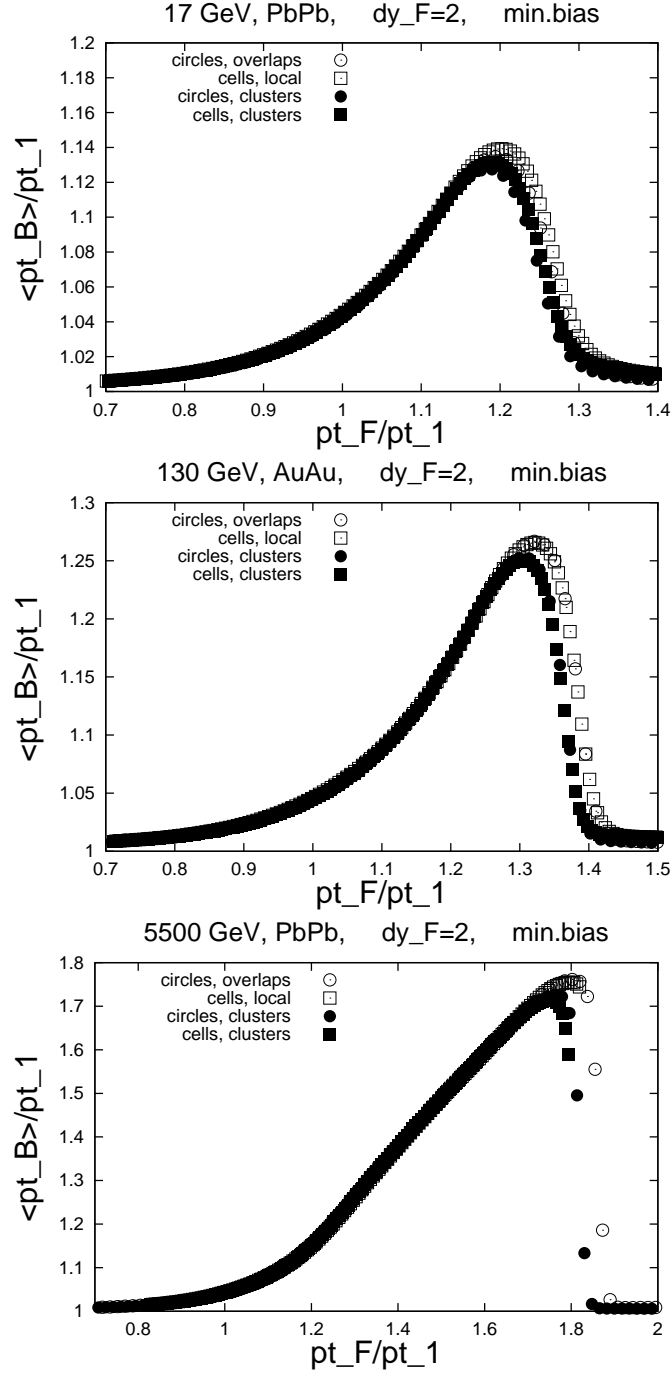 17 GeV, PbPb, dy_F=2, min.bias
circles, overlaps
cells, local
circles, clusters
cells, clusters
<pt_B>/pt_1
1.2
1.18
1.16
1.14
1.12
1.1
1.08
1.06
1.04
1.02
1
0.7 0.8 0.9 1 1.1 1.2 1.3 1.4
pt_F/pt_1
130 GeV, AuAu, dy_F=2, min.bias
circles, overlaps
cells, local
circles, clusters
cells, clusters
<pt_B>/pt_1
1.3
1.25
1.2
1.15
1.1
1.05
1
0.7 0.8 0.9 1 1.1 1.2 1.3 1.4 1.5
pt_F/pt_1
5500 GeV, PbPb, dy_F=2, min.bias
circles, overlaps
cells, local
circles, clusters
cells, clusters
<pt_B>/pt_1
1.8
1.7
1.6
1.5
1.4
1.3
1.2
1.1
1
0.8 1 1.2 1.4 1.6 1.8 2
pt_F/pt_1